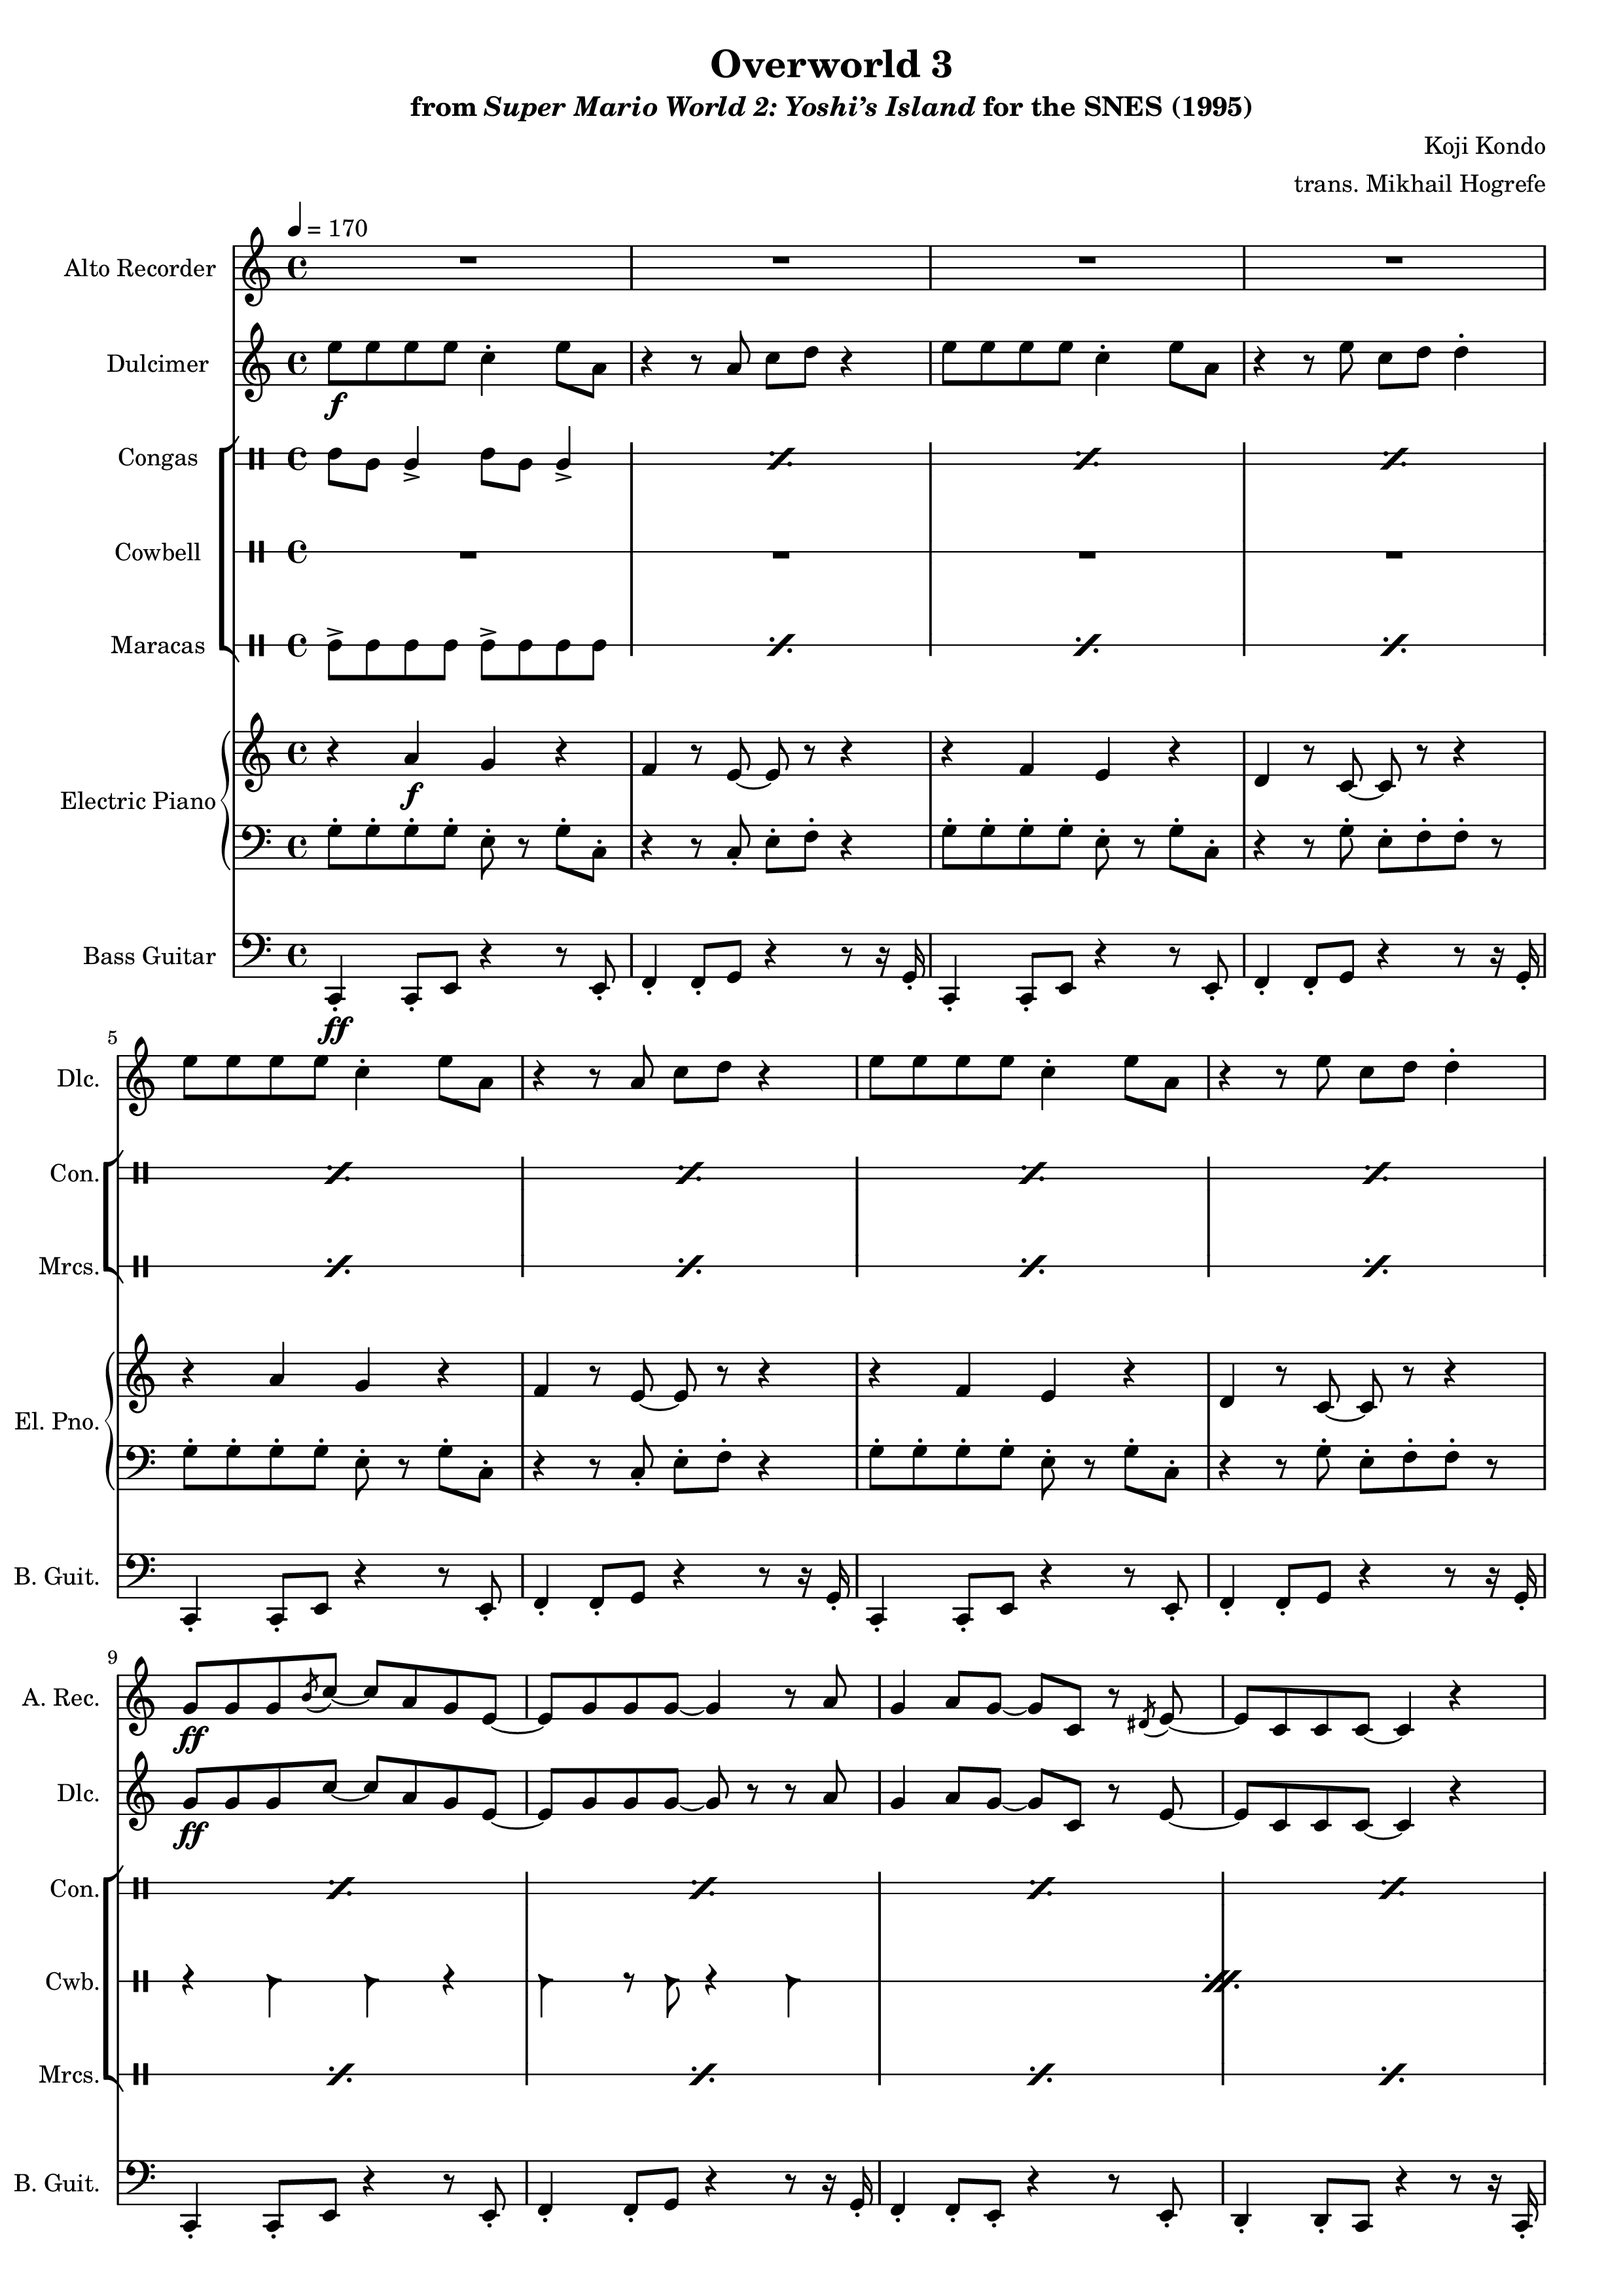 Overworld 3
from Super Mario World 2: Yoshi’s Island for the SNES (1995)
Koji Kondo
trans. Mikhail Hogrefe
= 170
Alto Recorder
Dulcimer
f
Congas
Cowbell
Maracas
Electric Piano
f
Bass Guitar
ff
5
Dlc.
Con.
Mrcs.
El. Pno.
B. Guit.
9
A. Rec.
ff
Dlc.
ff
Con.
Cwb.
Mrcs.
B. Guit.